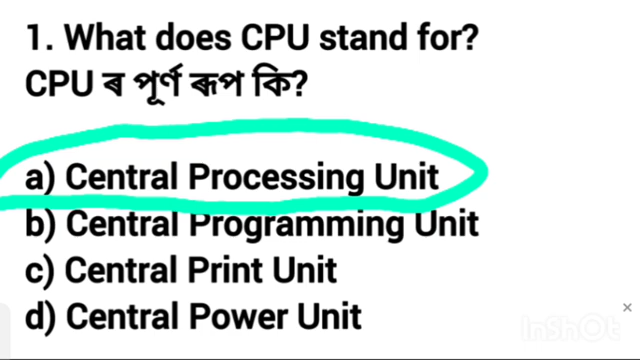 1. What does CPU stand for?
CPU ৰ পূৰ্ণ ৰূপ কি?
a) Central Processing Unit
b) Central Programming Unit
c) Central Print Unit
d) Central Power Unit
InShOt